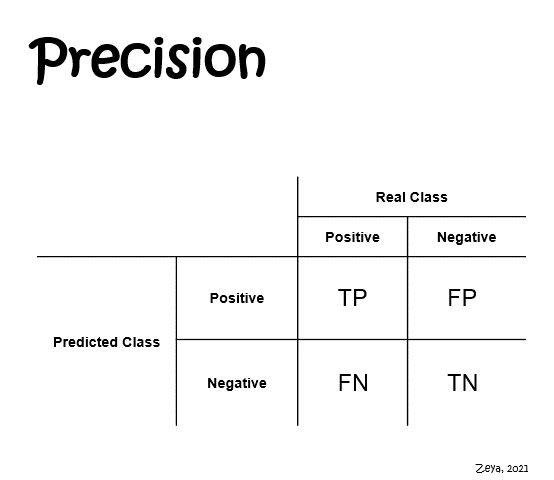 Precision
Real Class
Positive Negative
Positive TP FP
Predicted Class
Negative FN TN
Zeya, 2021